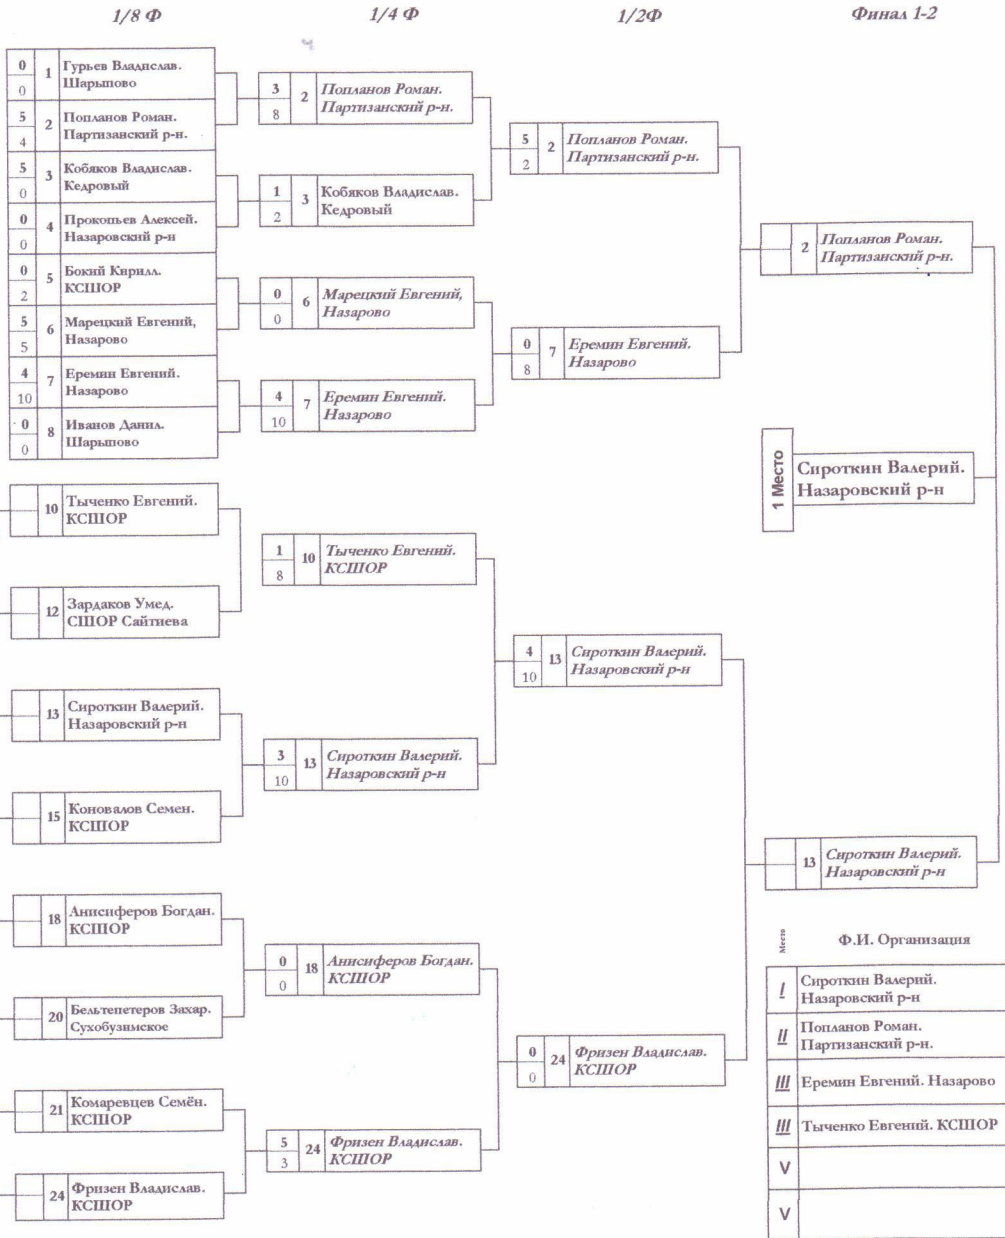 1/8 Ф
1/4 Ф
1/2Ф
Финал 1-2
0
0
1
Гурьев Владислав.
Шарыпово
5
4
2
Попланов Роман.
Партизанский р-н.
5
0
3
Кобяков Владислав.
Кедровый
0
0
4
Прокопьев Алексей.
Назаровский р-н
0
2
5
Бокий Кирилл.
КСШОР
5
5
6
Марецкий Евгений,
Назарово
4
10
7
Еремин Евгений.
Назарово
0
0
8
Иванов Данил.
Шарыпово
10
Тыченко Евгений.
КСШОР
12
Зардаков Умед.
СШОР Сайтиева
13
Сироткин Валерий.
Назаровский р-н
15
Коновалов Семен.
КСШОР
18
Анисиферов Богдан.
КСШОР
20
Бельтепетеров Захар.
Сухобузимское
21
Комаревцев Семён.
КСШОР
24
Фризен Владислав.
КСШОР
3
8
2
Попланов Роман.
Партизанский р-н.
1
2
3
Кобяков Владислав.
Кедровый
0
0
6
Марецкий Евгений,
Назарово
4
10
7
Еремин Евгений.
Назарово
1
8
10
Тыченко Евгений.
КСШОР
3
10
13
Сироткин Валерий.
Назаровский р-н
0
0
18
Анисиферов Богдан.
КСШОР
5
3
24
Фризен Владислав.
КСШОР
5
2
2
Попланов Роман.
Партизанский р-н.
0
8
7
Еремин Евгений.
Назарово
4
10
13
Сироткин Валерий.
Назаровский р-н
0
0
24
Фризен Владислав.
КСШОР
2
Попланов Роман.
Партизанский р-н.
1 Место
Сироткин Валерий.
Назаровский р-н
13
Сироткин Валерий.
Назаровский р-н
Место
Ф.И. Организация
I
Сироткин Валерий.
Назаровский р-н
II
Попланов Роман.
Партизанский р-н.
III
Еремин Евгений. Назарово
III
Тыченко Евгений. КСШОР
V
V